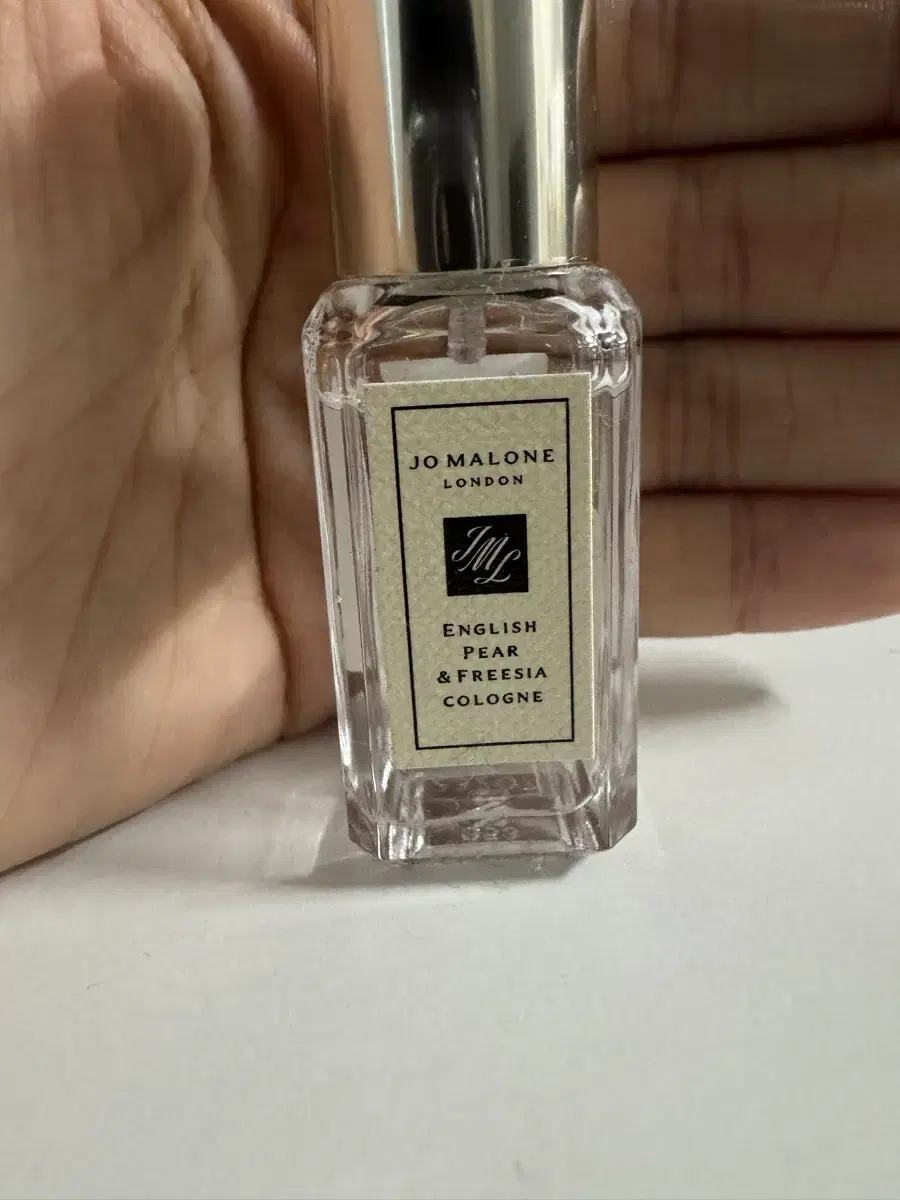 JO MALONE
LONDON
JML
ENGLISH
PEAR
& FREESIA
COLOGNE